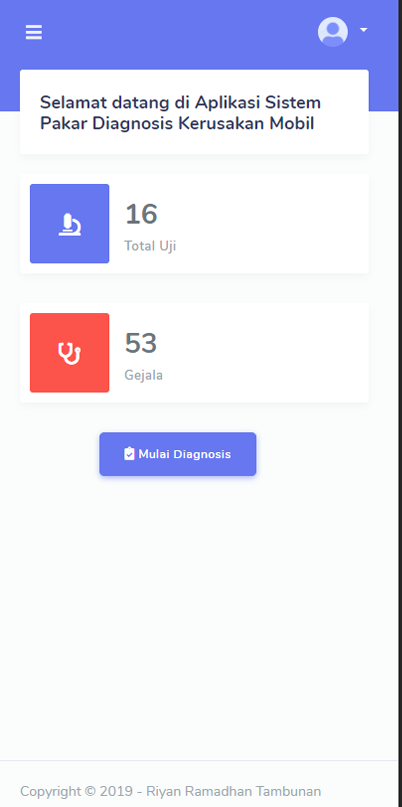 Selamat datang di Aplikasi Sistem
Pakar Diagnosis Kerusakan Mobil
16
Total Uji
53
Gejala
Mulai Diagnosis
Copyright © 2019 - Riyan Ramadhan Tambunan